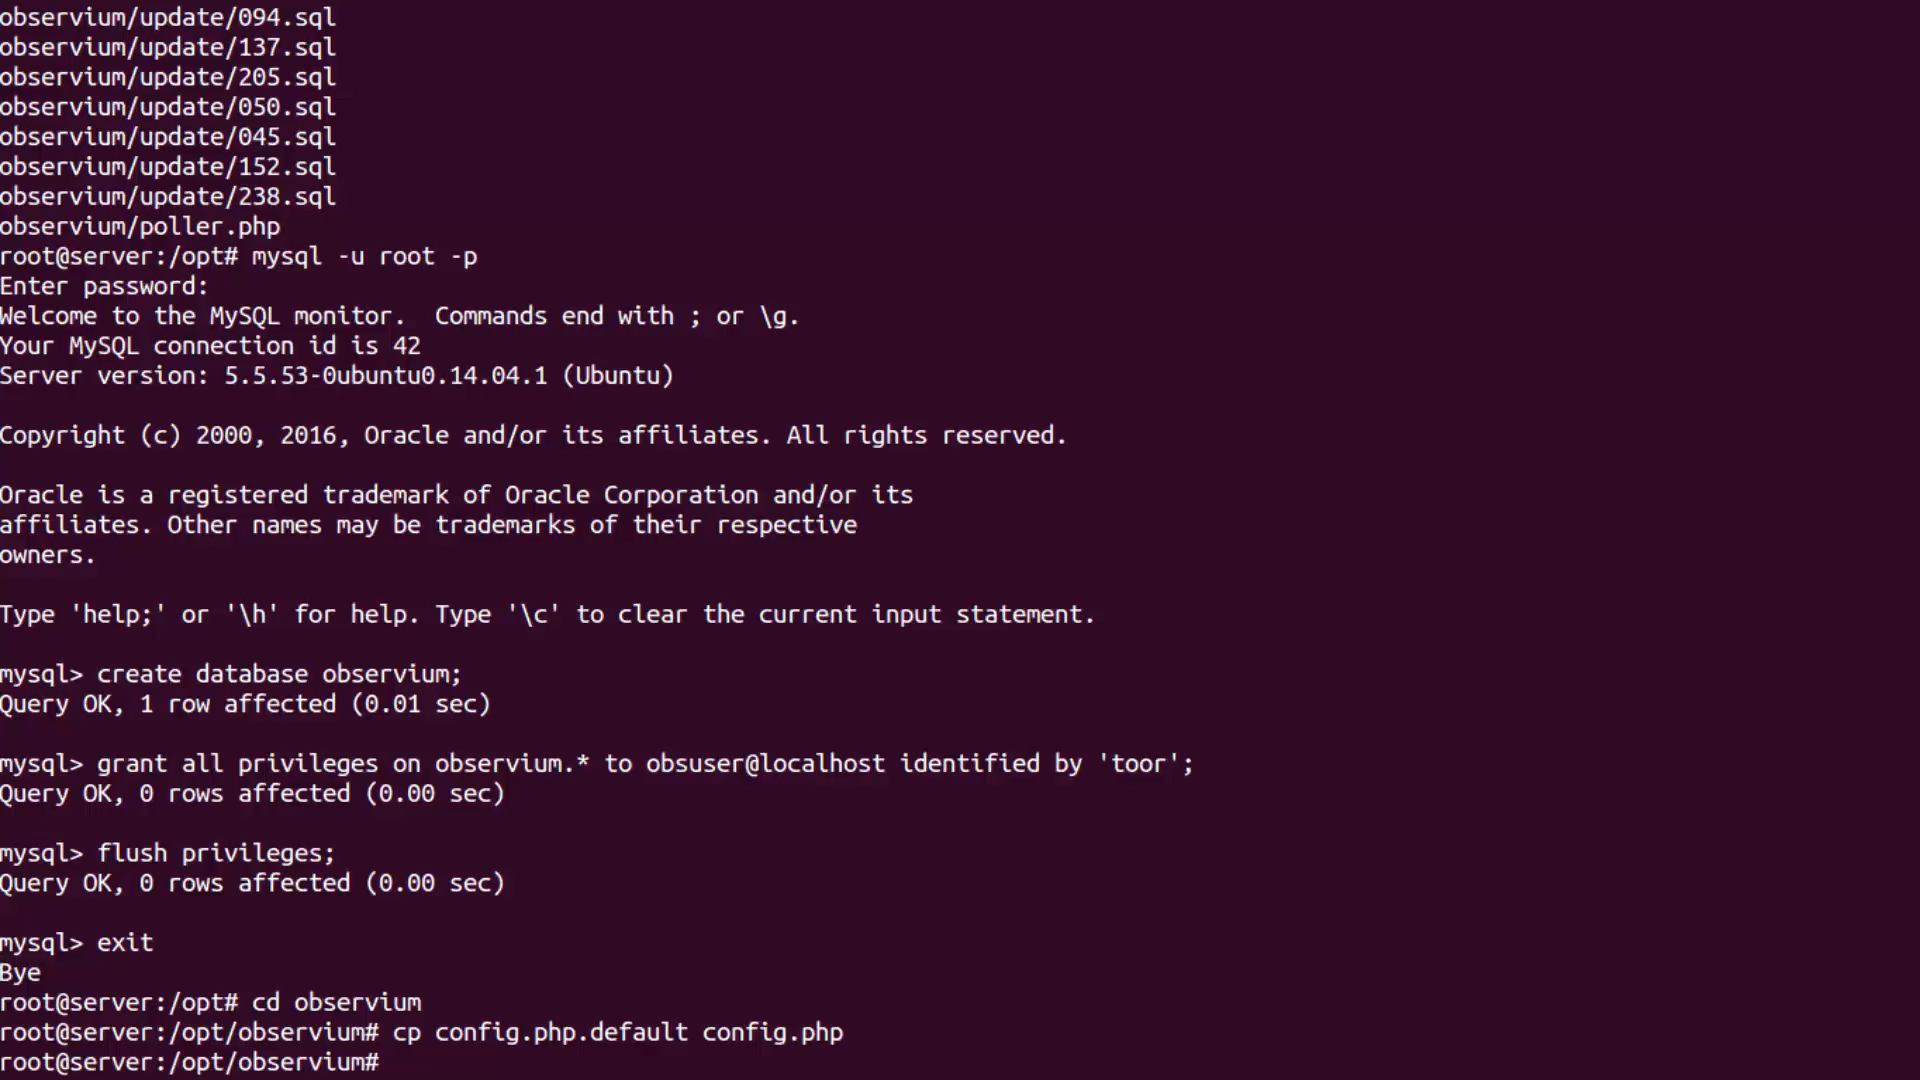 observium/update/094.sql
observium/update/137.sql
observium/update/205.sql
observium/update/050.sql
observium/update/045.sql
observium/update/152.sql
observium/update/238.sql
observium/poller.php
root@server:/opt# mysql -u root -p
Enter password:
Welcome to the MySQL monitor.  Commands end with ; or \g.
Your MySQL connection id is 42
Server version: 5.5.53-0ubuntu0.14.04.1 (Ubuntu)
Copyright (c) 2000, 2016, Oracle and/or its affiliates. All rights reserved.
Oracle is a registered trademark of Oracle Corporation and/or its
affiliates. Other names may be trademarks of their respective
owners.
Type 'help;' or '\h' for help. Type '\c' to clear the current input statement.
mysql> create database observium;
Query OK, 1 row affected (0.01 sec)
mysql> grant all privileges on observium.* to obsuser@localhost identified by 'toor';
Query OK, 0 rows affected (0.00 sec)
mysql> flush privileges;
Query OK, 0 rows affected (0.00 sec)
mysql> exit
Bye
root@server:/opt# cd observium
root@server:/opt/observium# cp config.php.default config.php
root@server:/opt/observium#